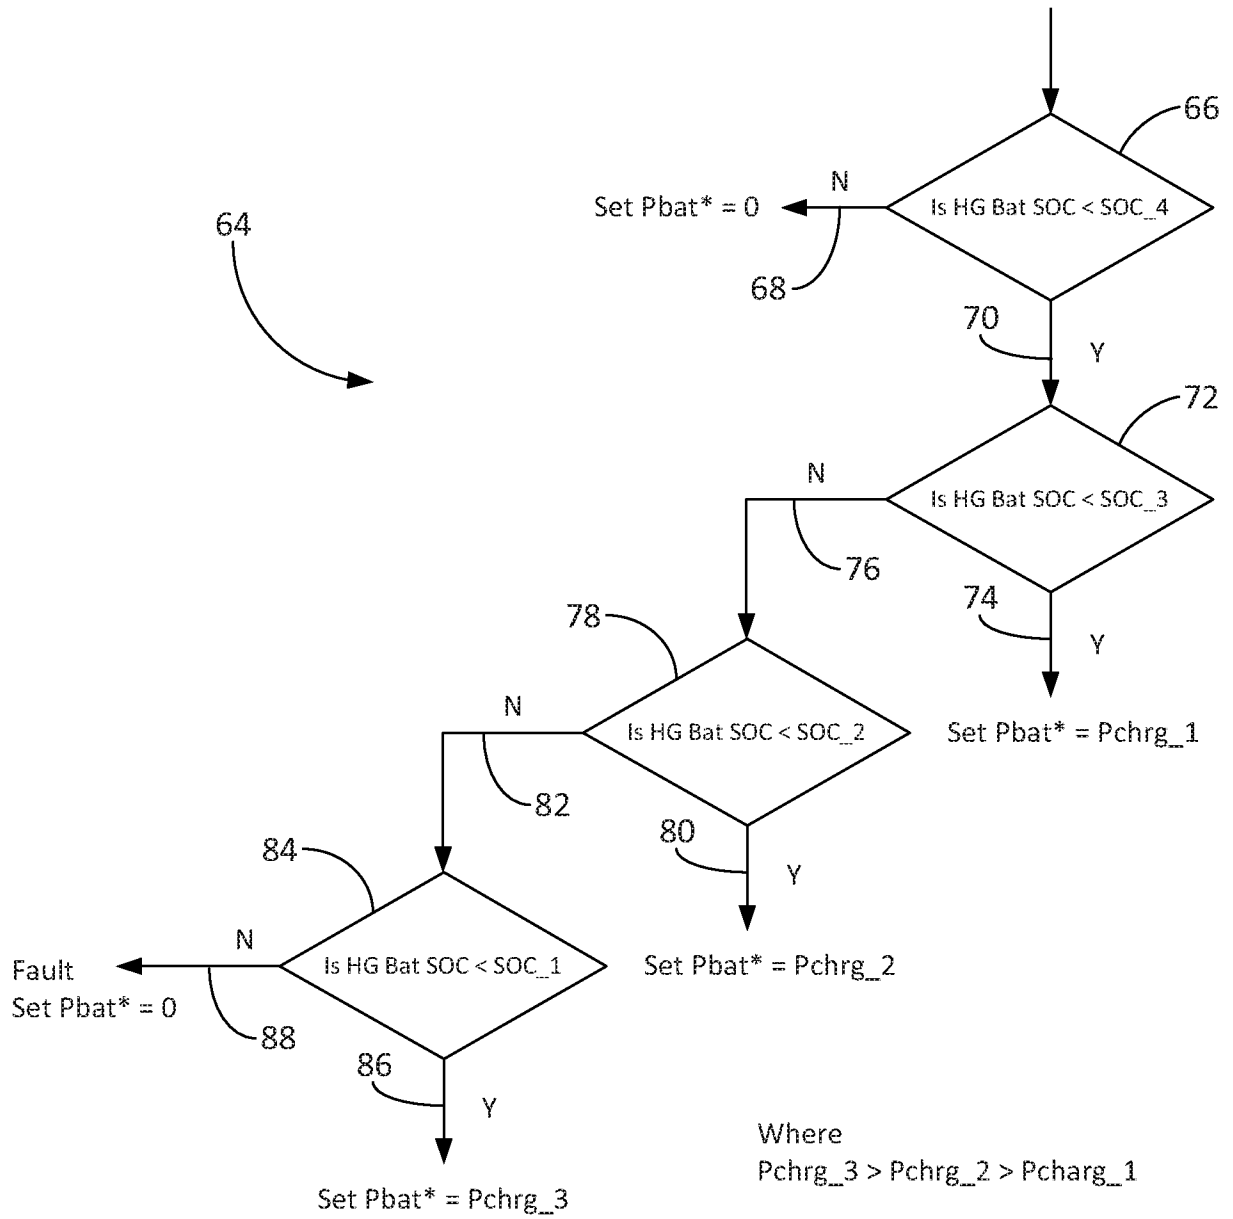 66
N
Set Pbat* = 0
Is HG Bat SOC < SOC_4
64
68
70
Y
72
N
Is HG Bat SOC < SOC_3
76
74
78
Y
N
Is HG Bat SOC < SOC_2
Set Pbat* = Pchrg_1
82
80
84
Y
N
Fault
Set Pbat* = 0
Is HG Bat SOC < SOC_1
Set Pbat* = Pchrg_2
88
86
Y
Where
Pchrg_3 > Pchrg_2 > Pcharg_1
Set Pbat* = Pchrg_3